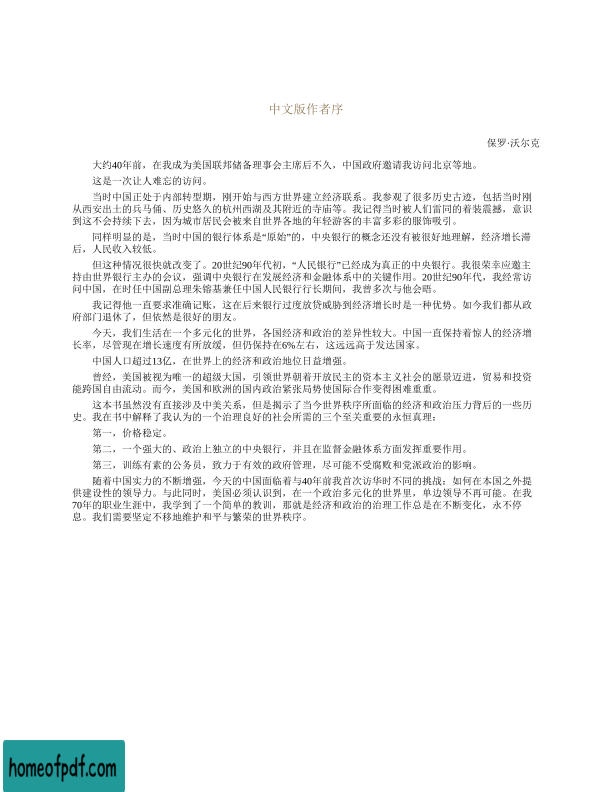 中文版作者序
保罗·沃尔克
大约40年前，在我成为美国联邦储备理事会主席后不久，中国政府邀请我访问北京等地。
这是一次让人难忘的访问。
当时中国正处于内部转型期，刚开始与西方世界建立经济联系。我参观了很多历史古迹，包括当时刚
从西安出土的兵马俑、历史悠久的杭州西湖及其附近的寺庙等。我记得当时被人们雷同的着装震撼，意识
到这不会持续下去，因为城市居民会被来自世界各地的年轻游客的丰富多彩的服饰吸引。
同样明显的是，当时中国的银行体系是“原始”的，中央银行的概念还没有被很好地理解，经济增长滞
后，人民收入较低。
但这种情况很快就改变了。20世纪90年代初，“人民银行”已经成为真正的中央银行。我很荣幸应邀主
持由世界银行主办的会议，强调中央银行在发展经济和金融体系中的关键作用。20世纪90年代，我经常访
问中国，在时任中国副总理朱镕基兼任中国人民银行行长期间，我曾多次与他会晤。
我记得他一直要求准确记账，这在后来银行过度放贷威胁到经济增长时是一种优势。如今我们都从政
府部门退休了，但依然是很好的朋友。
今天，我们生活在一个多元化的世界，各国经济和政治的差异性较大。中国一直保持着惊人的经济增
长率，尽管现在增长速度有所放缓，但仍保持在6%左右，这远远高于发达国家。
中国人口超过13亿，在世界上的经济和政治地位日益增强。
曾经，美国被视为唯一的超级大国，引领世界朝着开放民主的资本主义社会的愿景迈进，贸易和投资
能跨国自由流动。而今，美国和欧洲的国内政治紧张局势使国际合作变得困难重重。
这本书虽然没有直接涉及中美关系，但是揭示了当今世界秩序所面临的经济和政治压力背后的一些历
史。我在书中解释了我认为的一个治理良好的社会所需的三个至关重要的永恒真理：
第一，价格稳定。
第二，一个强大的、政治上独立的中央银行，并且在监督金融体系方面发挥重要作用。
第三，训练有素的公务员，致力于有效的政府管理，尽可能不受腐败和党派政治的影响。
随着中国实力的不断增强，今天的中国面临着与40年前我首次访华时不同的挑战：如何在本国之外提
供建设性的领导力。与此同时，美国必须认识到，在一个政治多元化的世界里，单边领导不再可能。在我
70年的职业生涯中，我学到了一个简单的教训，那就是经济和政治的治理工作总是在不断变化，永不停
息。我们需要坚定不移地维护和平与繁荣的世界秩序。
homeofpdf.com